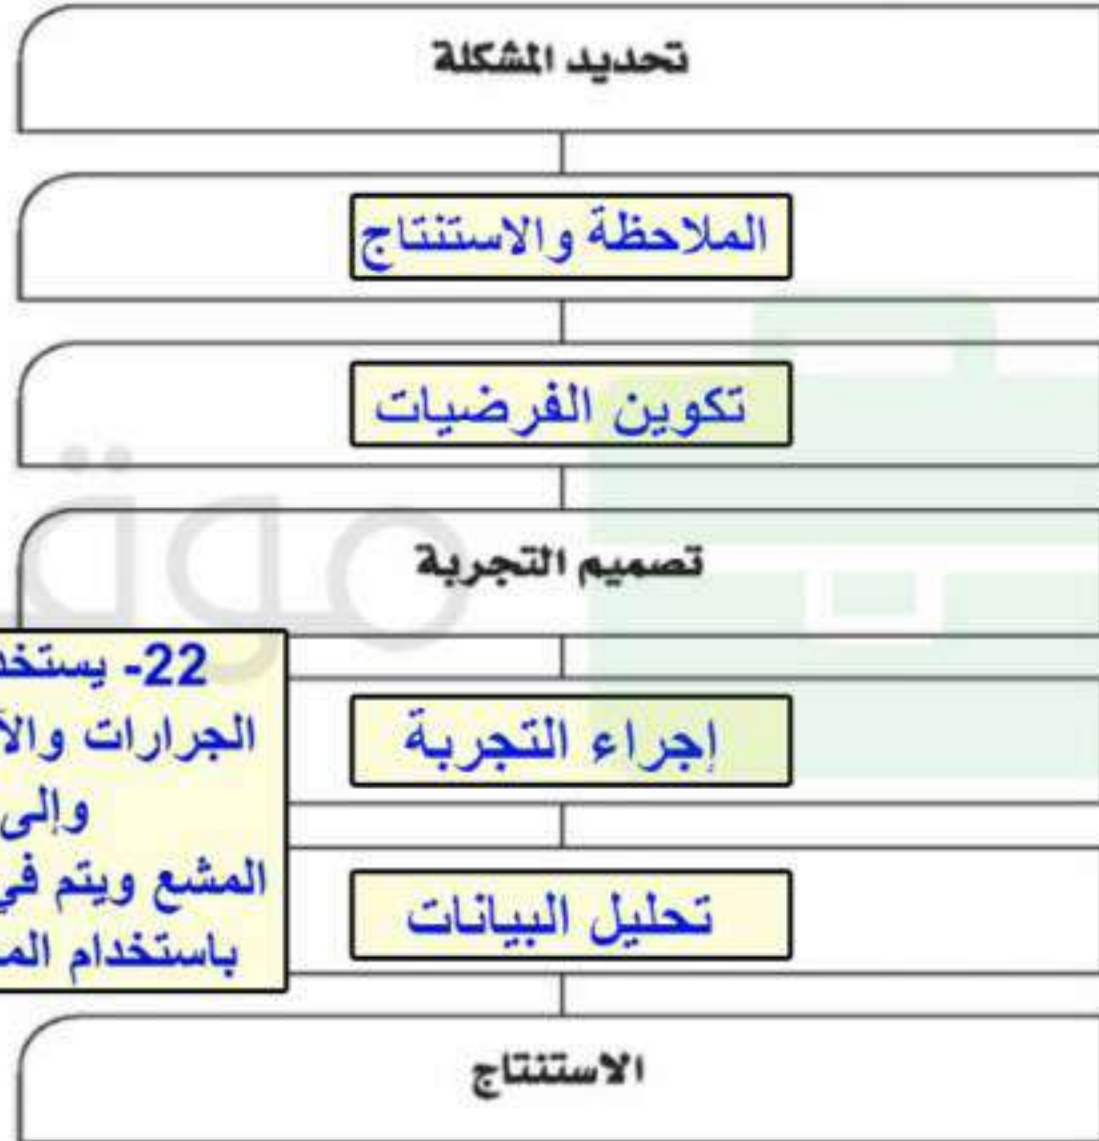 تحديد المشكلة
الملاحظة والاستنتاج
تكوين الفرضيات
تصميم التجربة
إجراء التجربة
تحليل البيانات
الاستنتاج
22- يستخد
الجرارات والآ
وإلى
المشع ويتم في
باستخدام الم
موقع